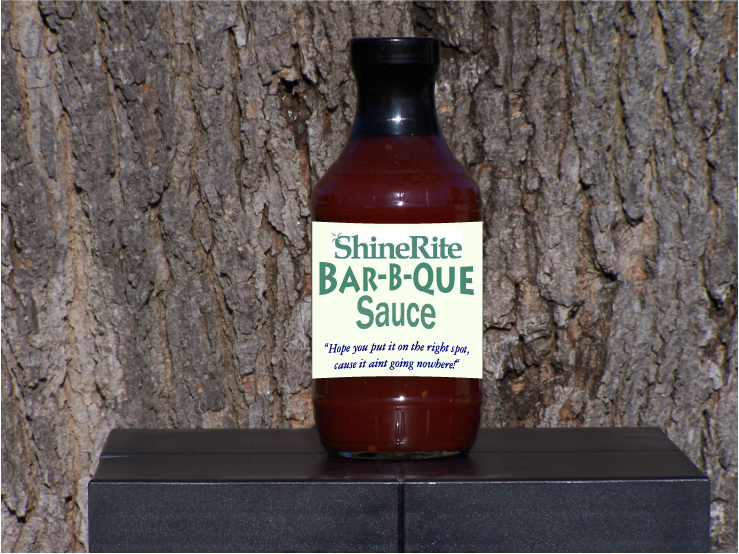 ShineRite
BAR-B-QUE
Sauce
"Hope you put it on the right spot,
cause it aint going nowhere!"